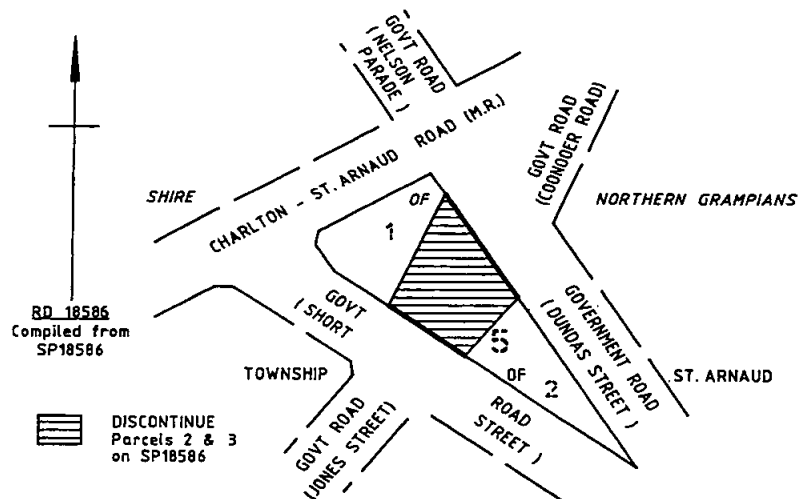 GOVT ROAD
( NELSON
PARADE )
CHARLTON - ST. ARNAUD ROAD (M.R.)
GOVT ROAD
(COONOOER ROAD)
SHIRE
OF
NORTHERN GRAMPIANS
1
GOVT
( SHORT
RD 18586
Compiled from
SP18586
5
GOVERNMENT ROAD
( DUNDAS STREET )
TOWNSHIP
OF
2
ST. ARNAUD
ROAD
STREET )
GOVT ROAD
(JONES STREET)
DISCONTINUE
Parcels 2 & 3
on SP18586